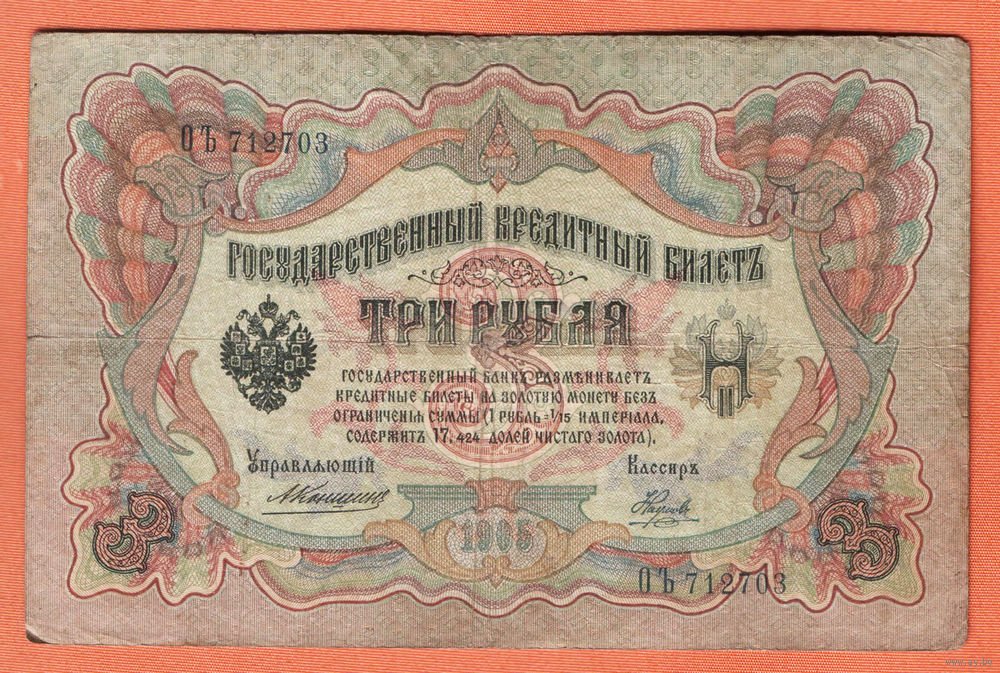 ОЪ 712703
ГОСУДАРСТВЕННЫЙ КРЕДИТНЫЙ БИЛЕТЪ
ТРИ РУБЛЯ
ГОСУДАРСТВЕННЫЙ БАНКЪ РАЗМѢНИВАЕТЪ
КРЕДИТНЫЕ БИЛЕТЫ НА ЗОЛОТУЮ МОНЕТУ БЕЗЪ
ОГРАНИЧЕНІЯ СУММЫ (1 РУБЛЬ = 1/15 ИМПЕРІАЛА,
СОДЕРЖИТЪ 17,424 ДОЛЕЙ ЧИСТАГО ЗОЛОТА).
Управляющій
Кассиръ
АКоншинъ
3
1905
3
ОЪ 712703